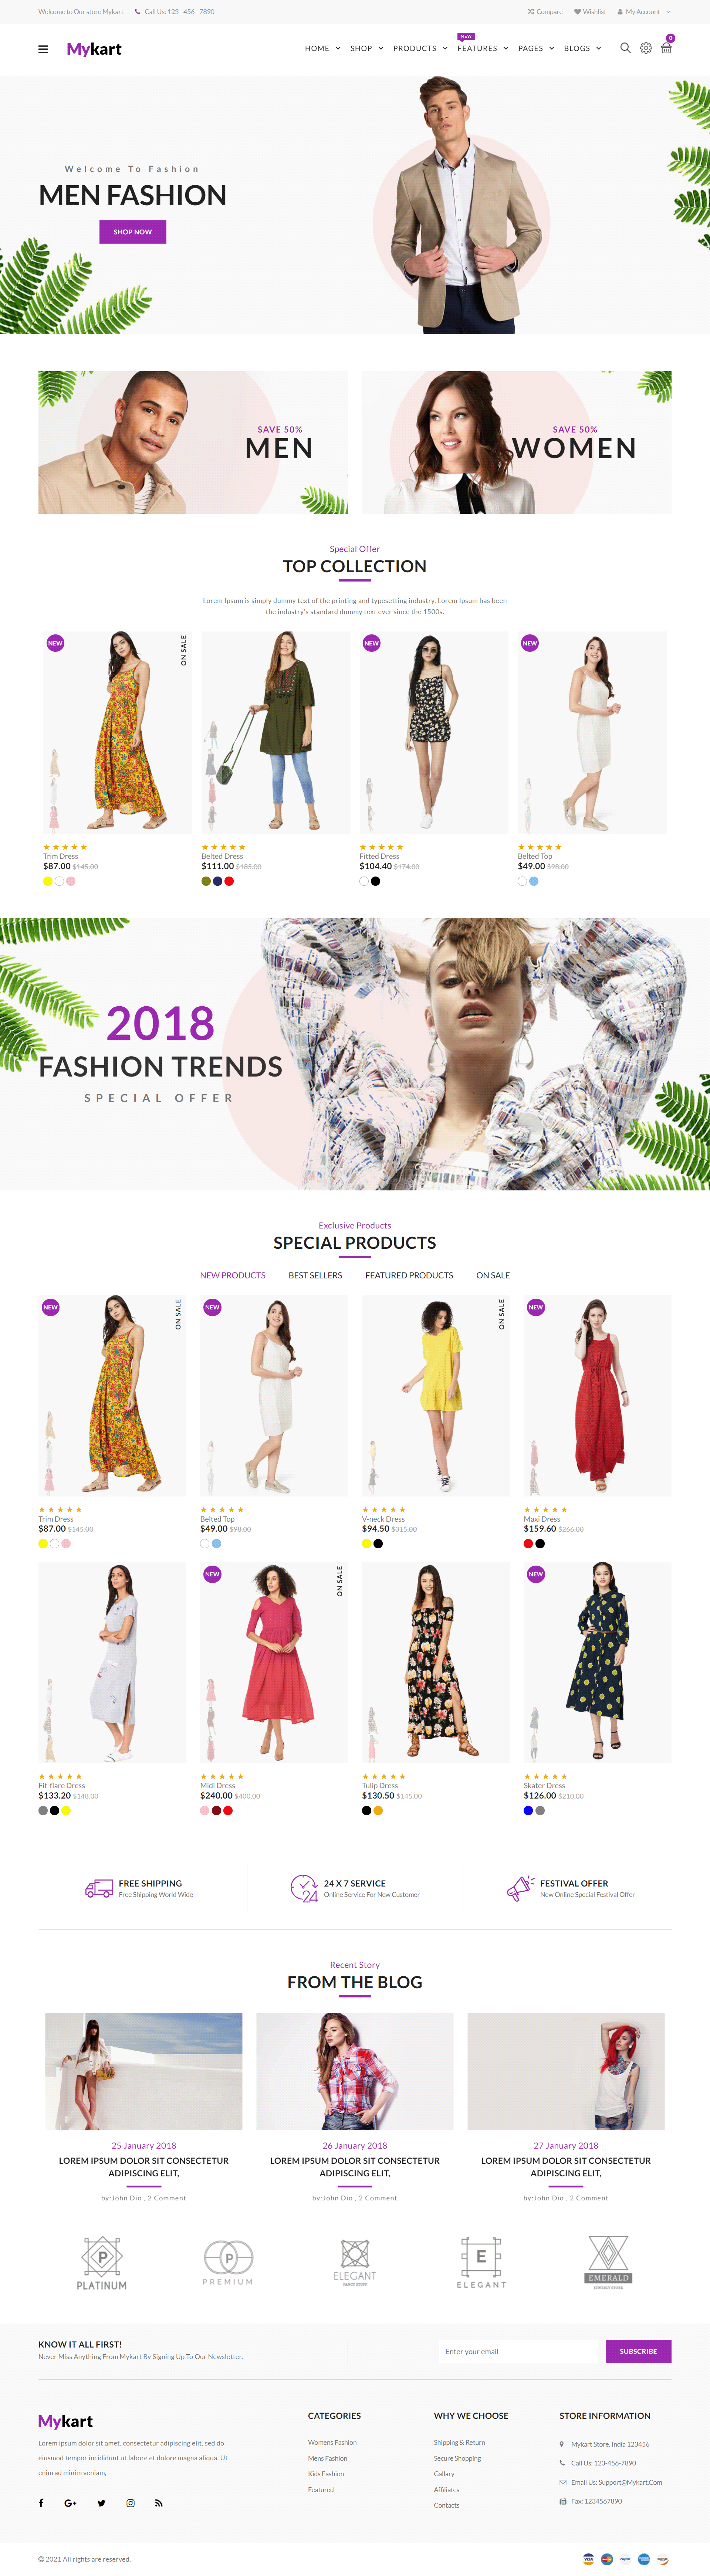 Welcome to Our store Mykart
Call Us: 123 - 456 - 7890
Compare
Wishlist
My Account
Mykart
HOME
SHOP
PRODUCTS
NEW
FEATURES
PAGES
BLOGS
0
Welcome To Fashion
MEN FASHION
SHOP NOW
SAVE 50%
MEN
SAVE 50%
WOMEN
Special Offer
TOP COLLECTION
Lorem Ipsum is simply dummy text of the printing and typesetting industry. Lorem Ipsum has been
the industry's standard dummy text ever since the 1500s.
NEW
ON SALE
NEW
NEW
Trim Dress
$87.00 $145.00
Belted Dress
$111.00 $185.00
Fitted Dress
$104.40 $174.00
Belted Top
$49.00 $98.00
2018
FASHION TRENDS
SPECIAL OFFER
Exclusive Products
SPECIAL PRODUCTS
NEW PRODUCTS
BEST SELLERS
FEATURED PRODUCTS
ON SALE
NEW
ON SALE
NEW
ON SALE
NEW
Trim Dress
$87.00 $145.00
Belted Top
$49.00 $98.00
V-neck Dress
$94.50 $315.00
Maxi Dress
$159.60 $266.00
NEW
ON SALE
NEW
Fit-flare Dress
$133.20 $148.00
Midi Dress
$240.00 $400.00
Tulip Dress
$130.50 $145.00
Skater Dress
$126.00 $210.00
FREE SHIPPING
Free Shipping World Wide
24
24 X 7 SERVICE
Online Service For New Customer
FESTIVAL OFFER
New Online Special Festival Offer
Recent Story
FROM THE BLOG
25 January 2018
LOREM IPSUM DOLOR SIT CONSECTETUR
ADIPISCING ELIT,
by:John Dio , 2 Comment
26 January 2018
LOREM IPSUM DOLOR SIT CONSECTETUR
ADIPISCING ELIT,
by:John Dio , 2 Comment
27 January 2018
LOREM IPSUM DOLOR SIT CONSECTETUR
ADIPISCING ELIT,
by:John Dio , 2 Comment
P
PLATINUM
P
PREMIUM
ELEGANT
E
ELEGANT
EMERALD
KNOW IT ALL FIRST!
Never Miss Anything From Mykart By Signing Up To Our Newsletter.
Enter your email
SUBSCRIBE
Mykart
Lorem ipsum dolor sit amet, consectetur adipiscing elit, sed do
eiusmod tempor incididunt ut labore et dolore magna aliqua. Ut
enim ad minim veniam,
CATEGORIES
Womens Fashion
Mens Fashion
Kids Fashion
Featured
WHY WE CHOOSE
Shipping & Return
Secure Shopping
Gallary
Affiliates
Contacts
STORE INFORMATION
Mykart Store, India 123456
Call Us: 123-456-7890
Email Us: Support@Mykart.Com
Fax: 1234567890
© 2021 All rights are reserved.
VISA